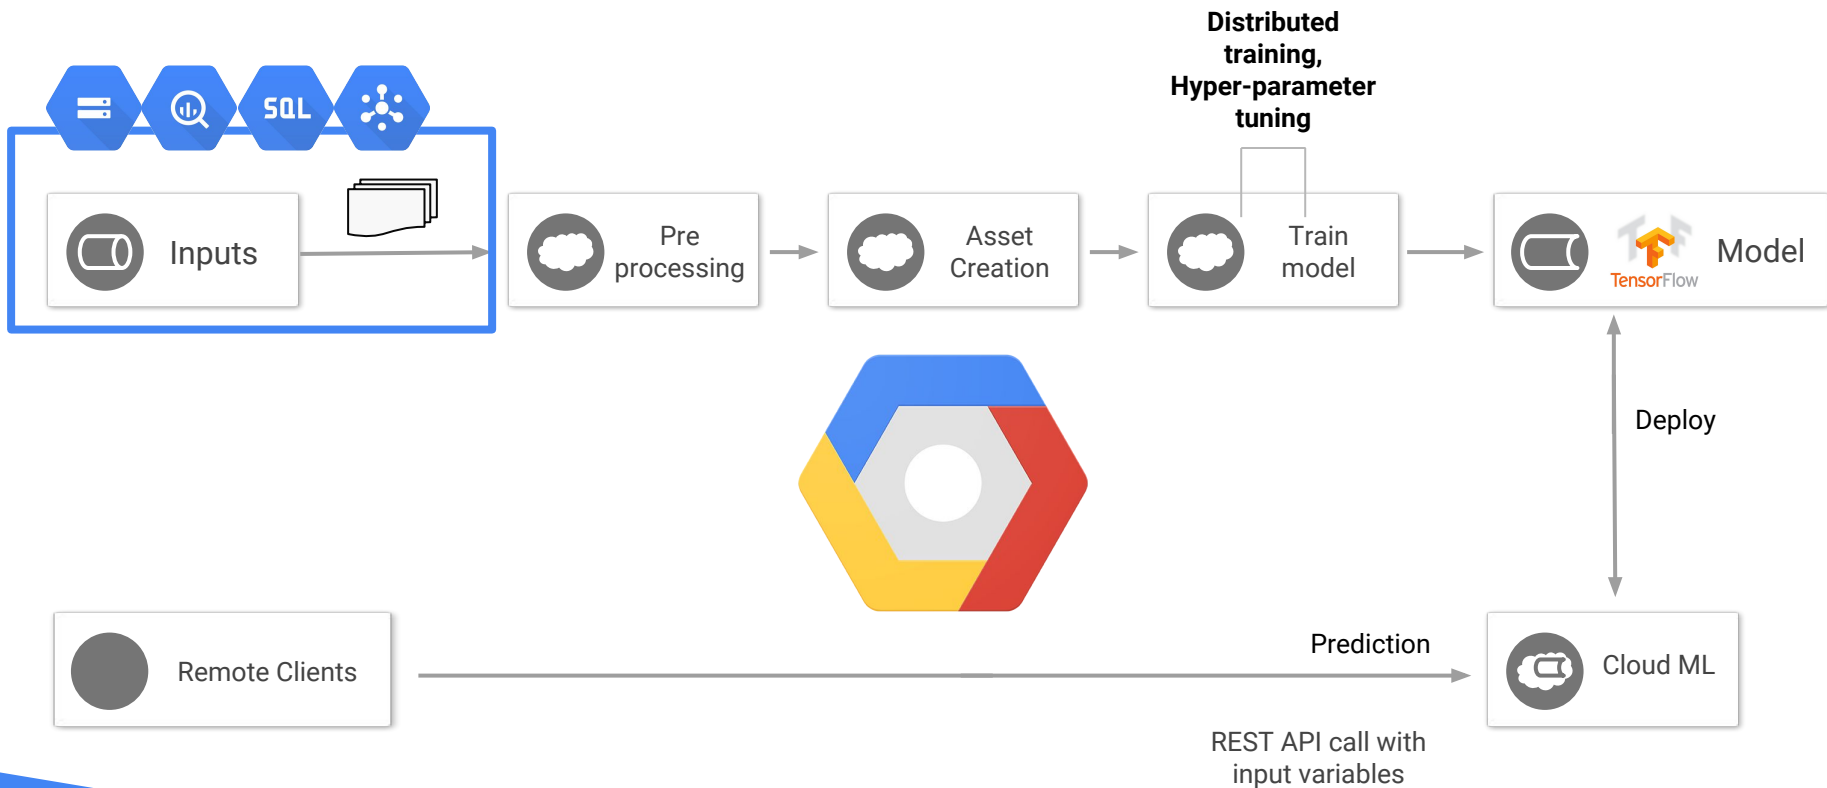 Distributed
training,
Hyper-parameter
tuning
SQL
Inputs
Pre
processing
Asset
Creation
Train
model
TensorFlow
Model
Deploy
Remote Clients
Prediction
Cloud ML
REST API call with
input variables